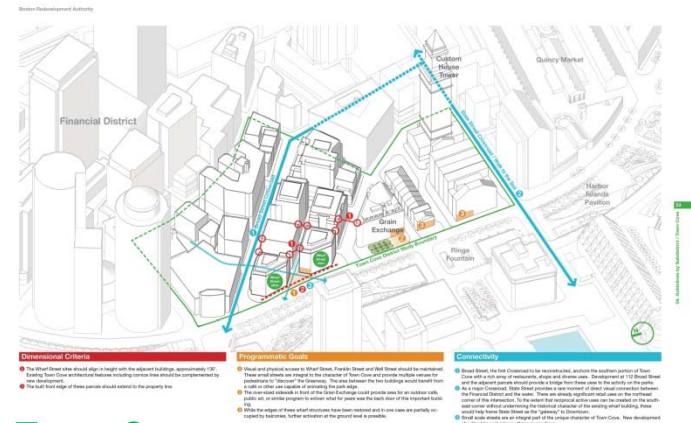 Boston Redevelopment Authority
Custom
House
Tower
Quincy Market
Financial District
Harbor
Islands
Pavilion
Grain
Exchange
Rings
Fountain
Town Cove District Study Boundary
Dimensional Criteria
The Wharf Street view should align in height with the adjacent buildings, approximately 130'.
Existing Town Cove architectural features including cornice lines should be complemented by
new development.
The built front edge of these parcels should extend to the property line.
Programmatic Goals
Visual and physical access to Wharf Street, Franklin Street and Well Street should be maintained.
These small streets are integral to the character of Town Cove and provide multiple venues for
pedestrians to "discover" the Greenway. The area between the two buildings would benefit from
a café or other use capable of animating the park edge.
The over-sized sidewalk in front of the Grain Exchange could provide area for an outdoor café,
public art, or similar program to enliven what for years was the back door of this important build-
ing.
While the edges of these wharf structures have been restored and in one case are partially oc-
cupied by balconies, further activation at the ground level is possible.
Connectivity
Broad Street, the first Crossroad to be reconstructed, anchors the southern portion of Town
Cove with a rich array of restaurants, shops and diverse uses. Development at 112 Broad Street
and the adjacent parcels should provide a bridge from these uses to the activity on the parks.
As a major Crossroad, State Street provides a rare moment of direct visual connection between
the Financial District and the water. There are already significant retail uses on the northeast
corner of the intersection. To the extent that reciprocal active uses can be created on the south-
east corner without undermining the historical character of the existing wharf building, these
would help frame State Street as the "gateway" to Downtown.
Small scale streets are an integral part of the unique character of Town Cove. New development
04. Guidelines by Subdistrict / Town Cove